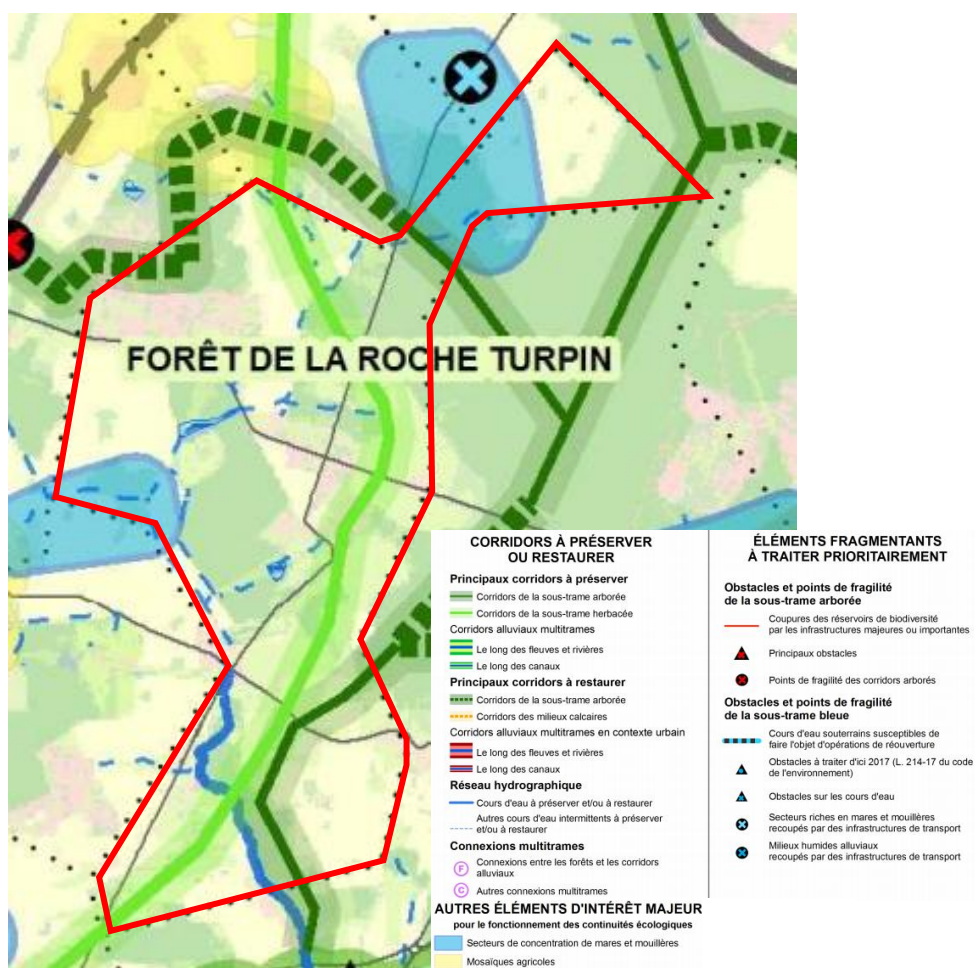 FORÊT DE LA ROCHE TURPIN
CORRIDORS À PRÉSERVER
OU RESTAURER
Principaux corridors à préserver
Corridors de la sous-trame arborée
Corridors de la sous-trame herbacée
Corridors alluviaux multitrames
Le long des fleuves et rivières
Le long des canaux
Principaux corridors à restaurer
Corridors de la sous-trame arborée
Corridors des milieux calcaires
Corridors alluviaux multitrames en contexte urbain
Le long des fleuves et rivières
Le long des canaux
Réseau hydrographique
Cours d'eau à préserver et/ou à restaurer
Autres cours d'eau intermittents à préserver
et/ou à restaurer
Connexions multitrames
F Connexions entre les forêts et les corridors
alluviaux
C Autres connexions multitrames
AUTRES ÉLÉMENTS D'INTÉRÊT MAJEUR
pour le fonctionnement des continuités écologiques
Secteurs de concentration de mares et mouillères
Mosaïques agricoles
ÉLÉMENTS FRAGMENTANTS
À TRAITER PRIORITAIREMENT
Obstacles et points de fragilité
de la sous-trame arborée
Coupures des réservoirs de biodiversité
par les infrastructures majeures ou importantes
Principaux obstacles
Points de fragilité des corridors arborés
Obstacles et points de fragilité
de la sous-trame bleue
Cours d'eau souterrains susceptibles de
faire l'objet d'opérations de réouverture
Obstacles à traiter d'ici 2017 (L. 214-17 du code
de l'environnement)
Obstacles sur les cours d'eau
Secteurs riches en mares et mouillères
recoupés par des infrastructures de transport
Milieux humides alluviaux
recoupés par des infrastructures de transport